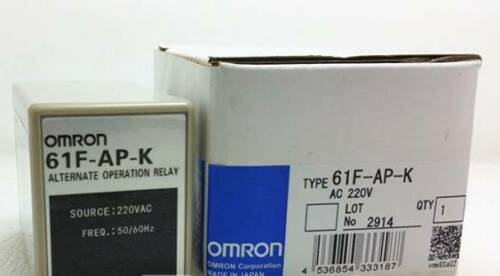 OMRON
61F-AP-K
ALTERNATE OPERATION RELAY
SOURCE:220VAC
FREQ.:50/60Hz
TYPE 61F-AP-K
AC 220V
LOT
No 2914
QTY 1
OMRON
OMRON Corporation
MADE IN JAPAN
4 536854 333187